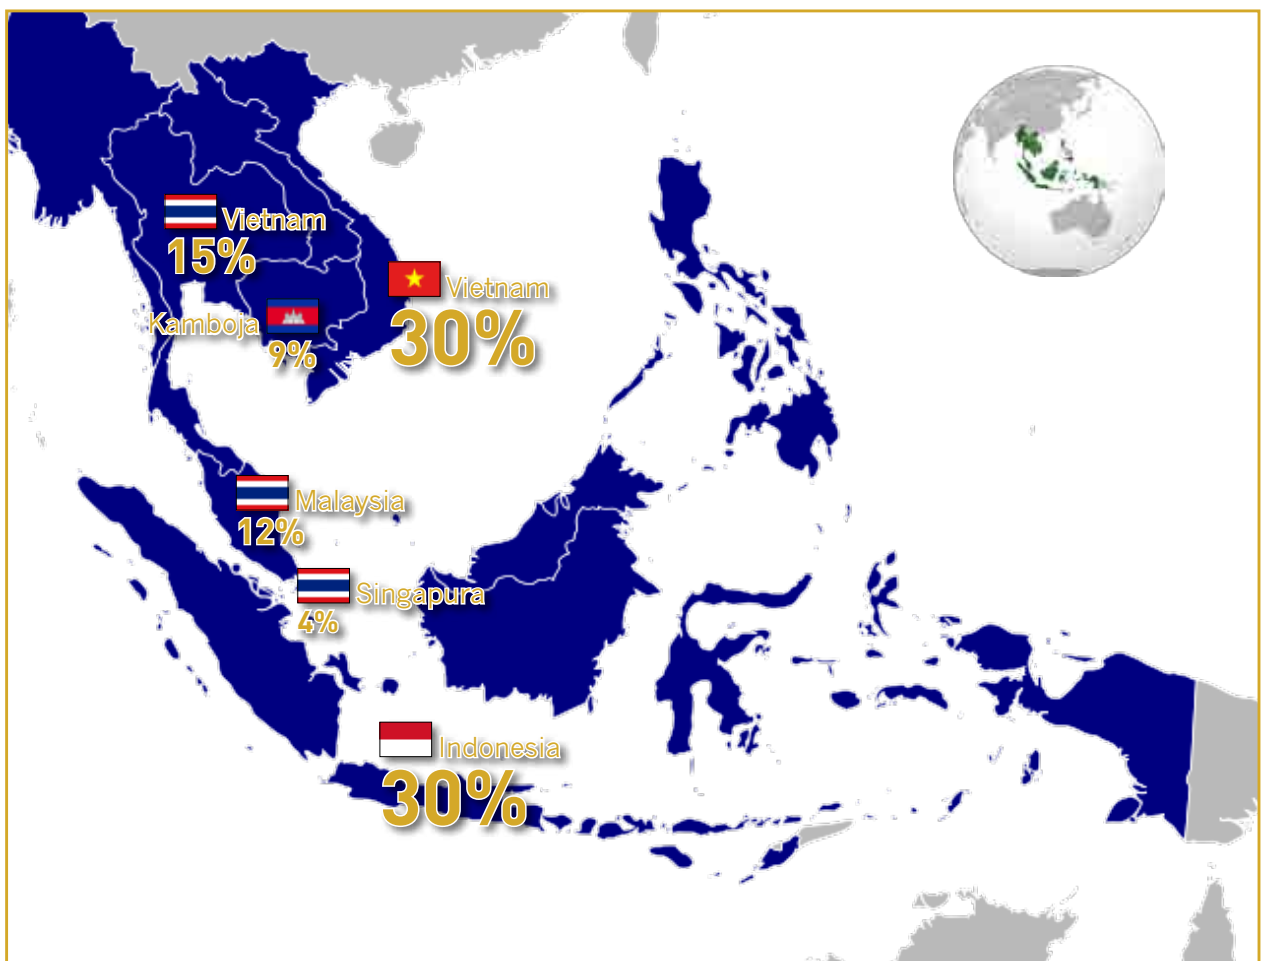 Vietnam
15%
Vietnam
30%
Kamboja
9%
Malaysia
12%
Singapura
4%
Indonesia
30%